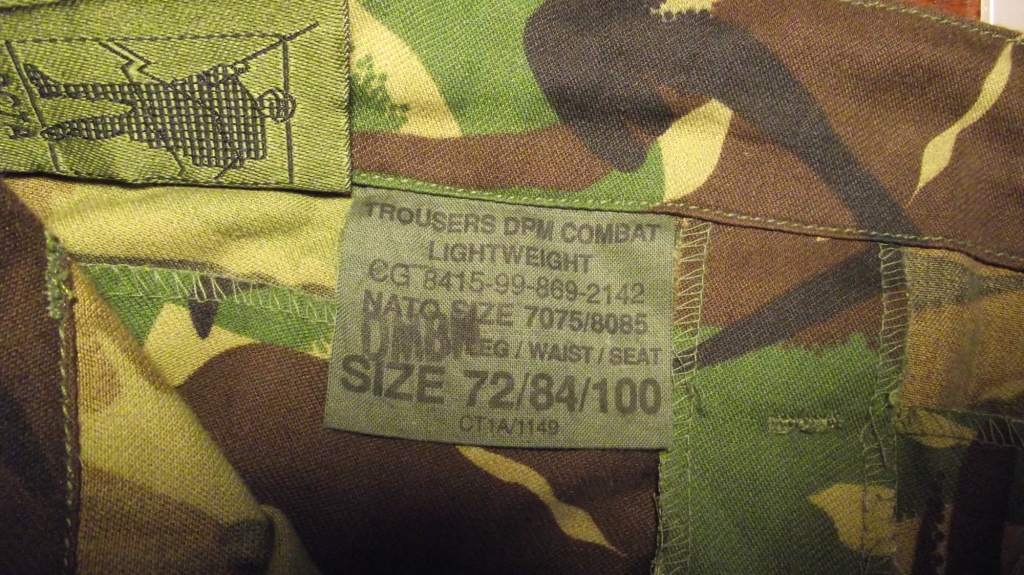 TROUSERS DPM COMBAT
LIGHTWEIGHT
CG 8415-99-869-2142
NATO SIZE 7075/8085
LEG / WAIST / SEAT
SIZE 72/84/100
CT1A/1149